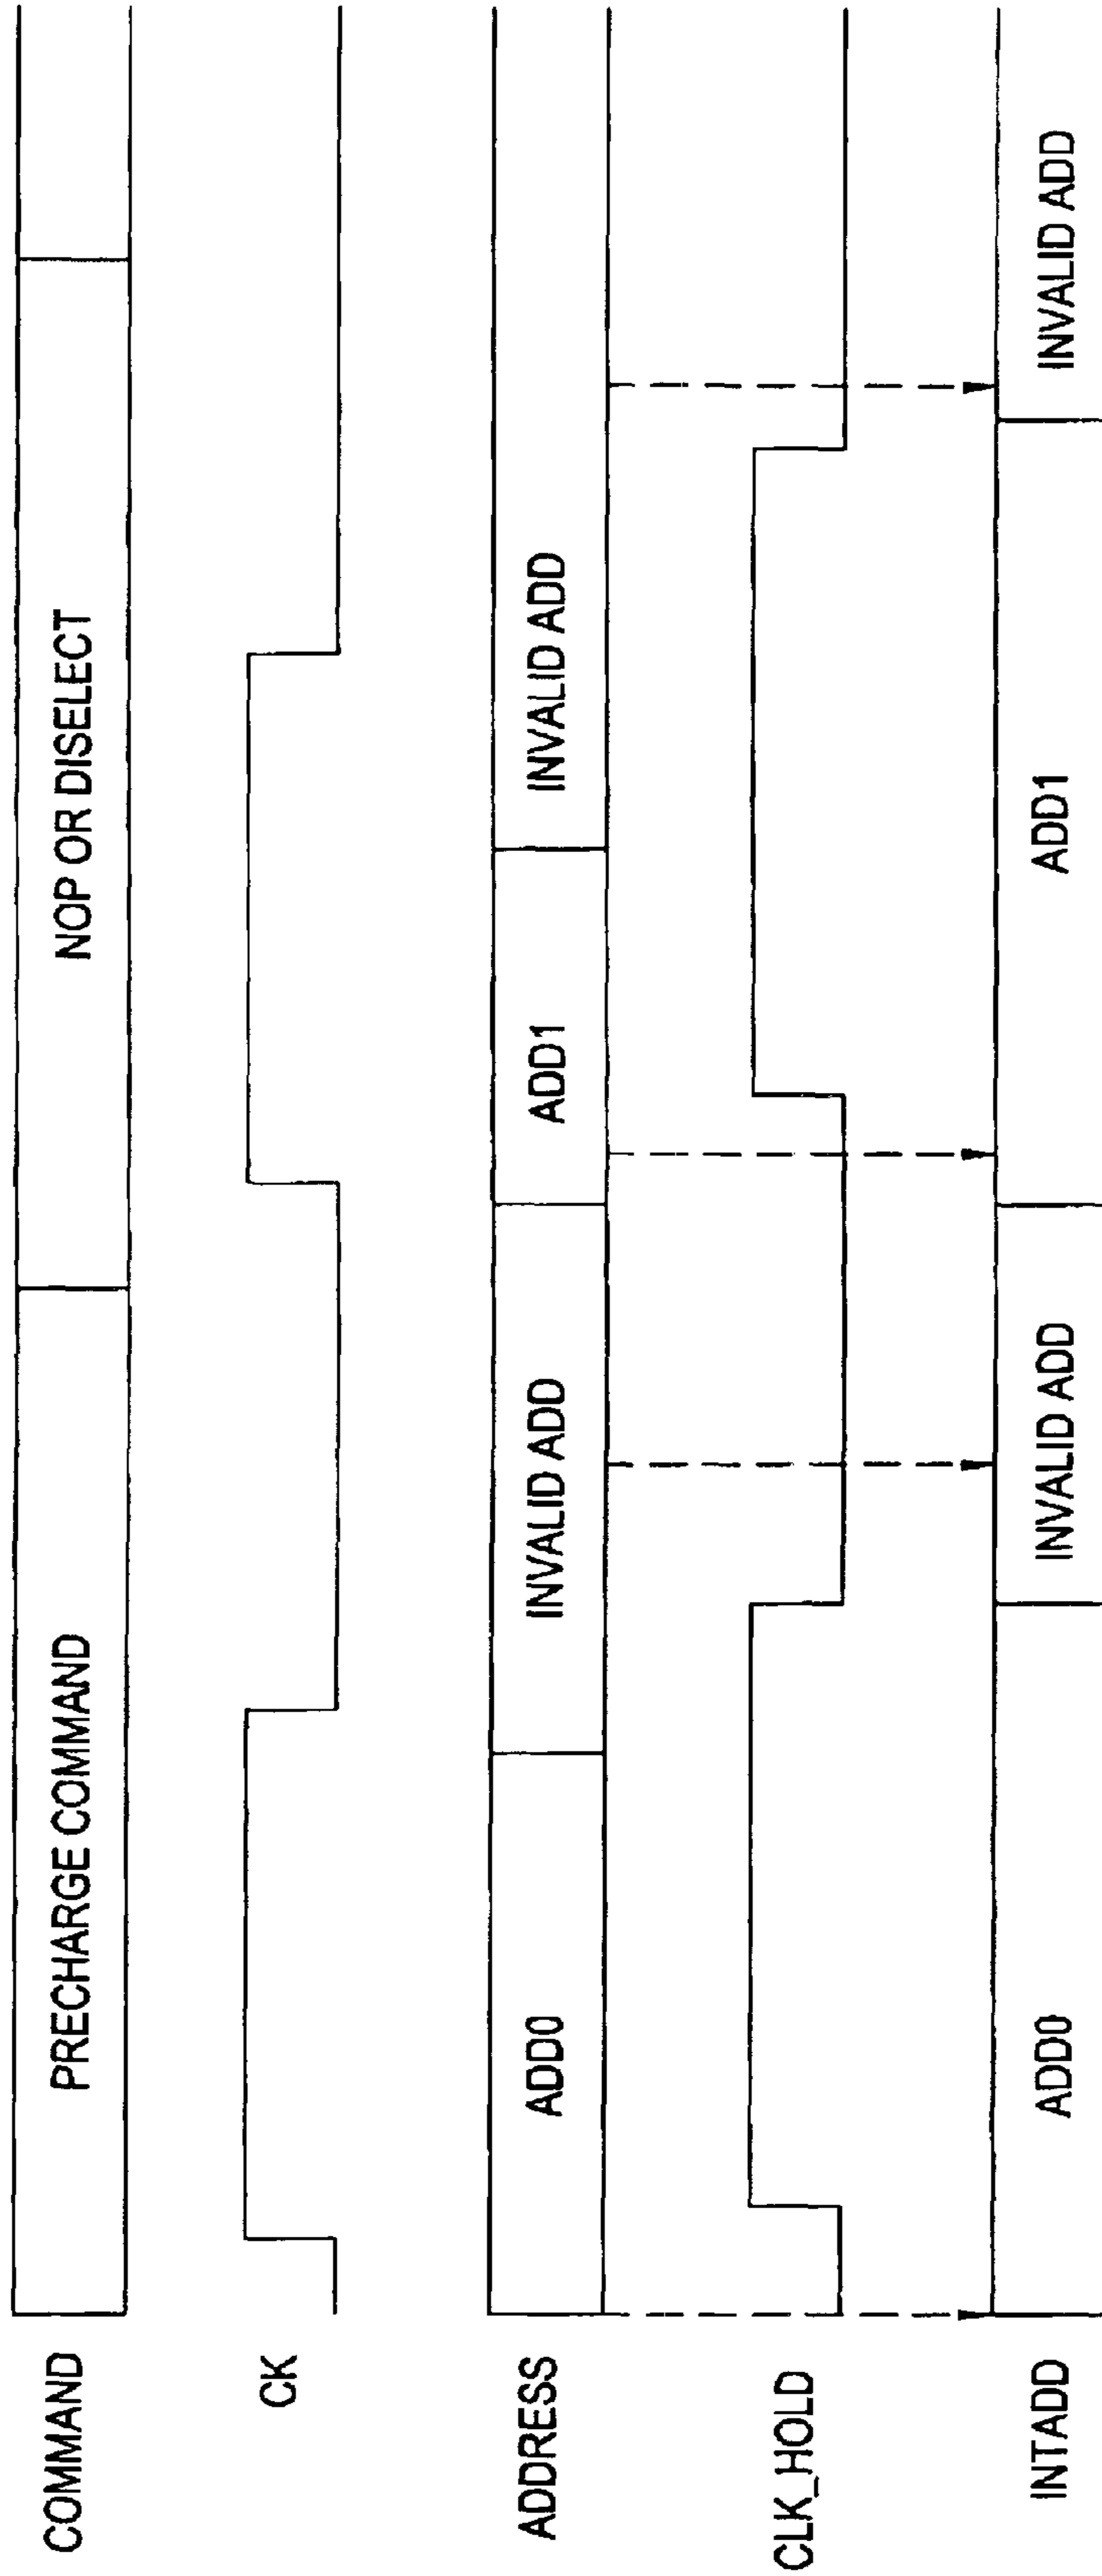 COMMAND
PRECHARGE COMMAND
NOP OR DISELECT
CK
ADDRESS
ADD0
INVALID ADD
ADD1
INVALID ADD
CLK_HOLD
INTADD
ADD0
INVALID ADD
ADD1
INVALID ADD